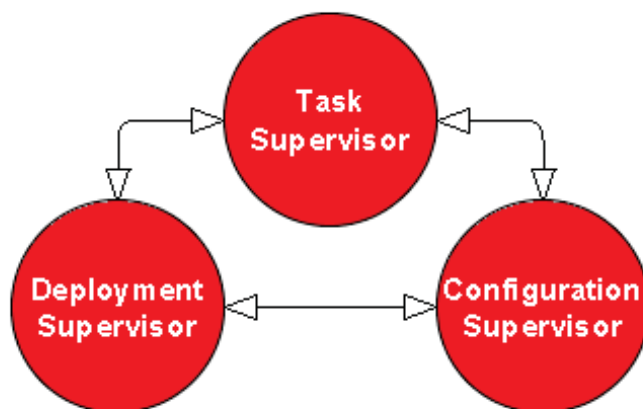 Task
Supervisor
Deployment
Supervisor
Configuration
Supervisor